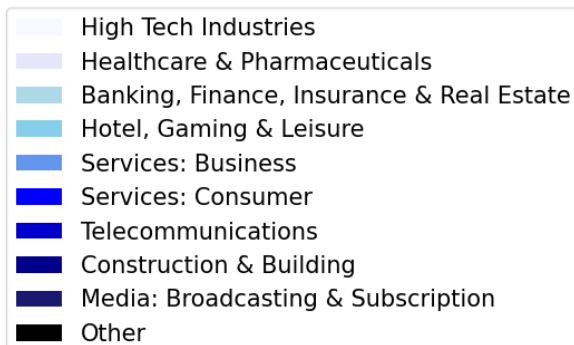 High Tech Industries
Healthcare & Pharmaceuticals
Banking, Finance, Insurance & Real Estate
Hotel, Gaming & Leisure
Services: Business
Services: Consumer
Telecommunications
Construction & Building
Media: Broadcasting & Subscription
Other